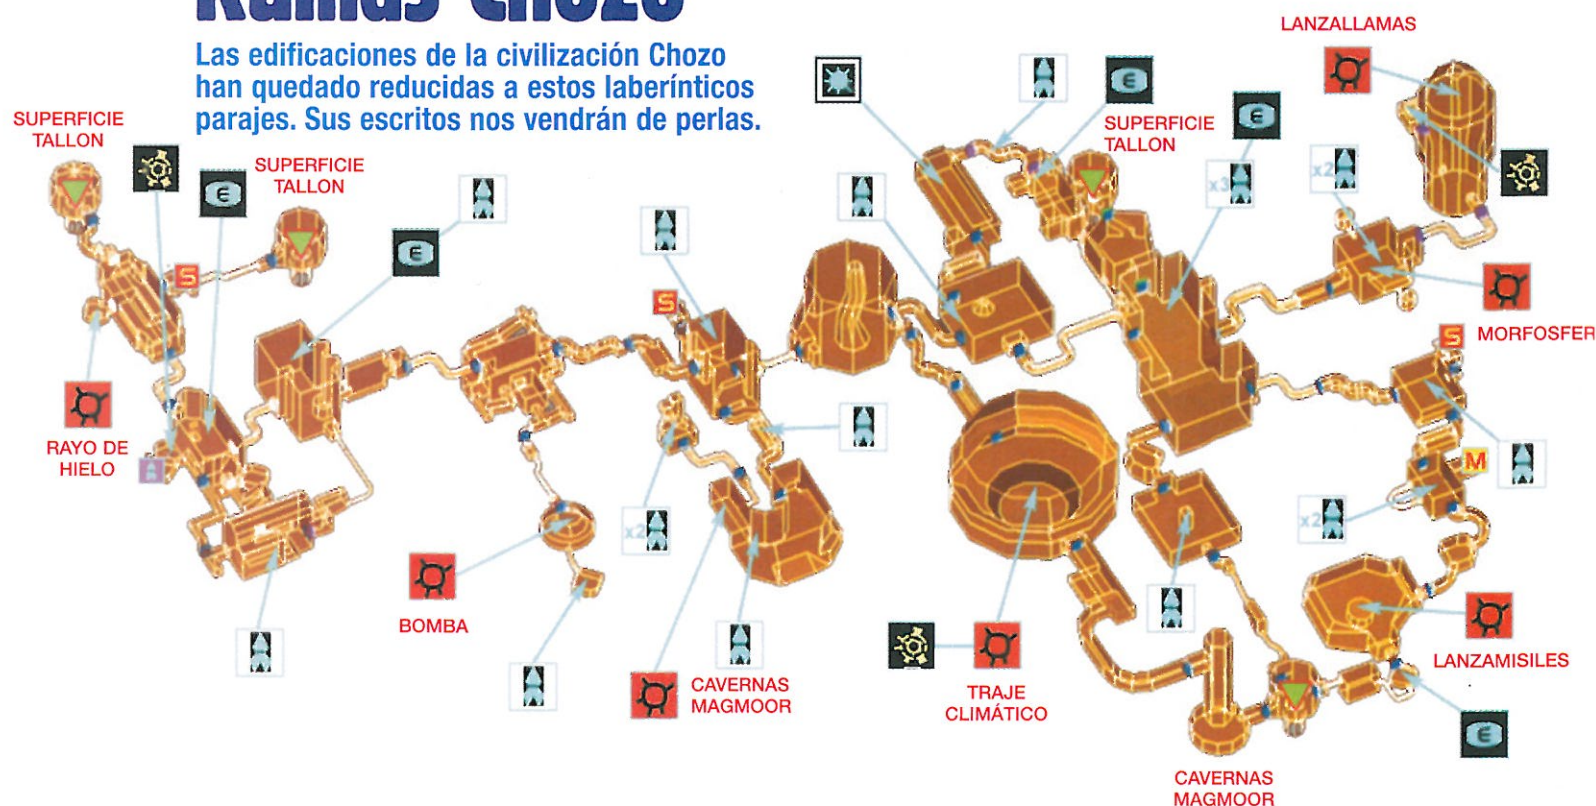 Ruinas Chozo
Las edificaciones de la civilización Chozo
han quedado reducidas a estos laberínticos
parajes. Sus escritos nos vendrán de perlas.
LANZALLAMAS
SUPERFICIE
TALLON
SUPERFICIE
TALLON
SUPERFICIE
TALLON
x3
x2
S
S
S
MORFOSFER
RAYO DE
HIELO
M
x2
x2
BOMBA
CAVERNAS
MAGMOOR
TRAJE
CLIMÁTICO
LANZAMISILES
CAVERNAS
MAGMOOR